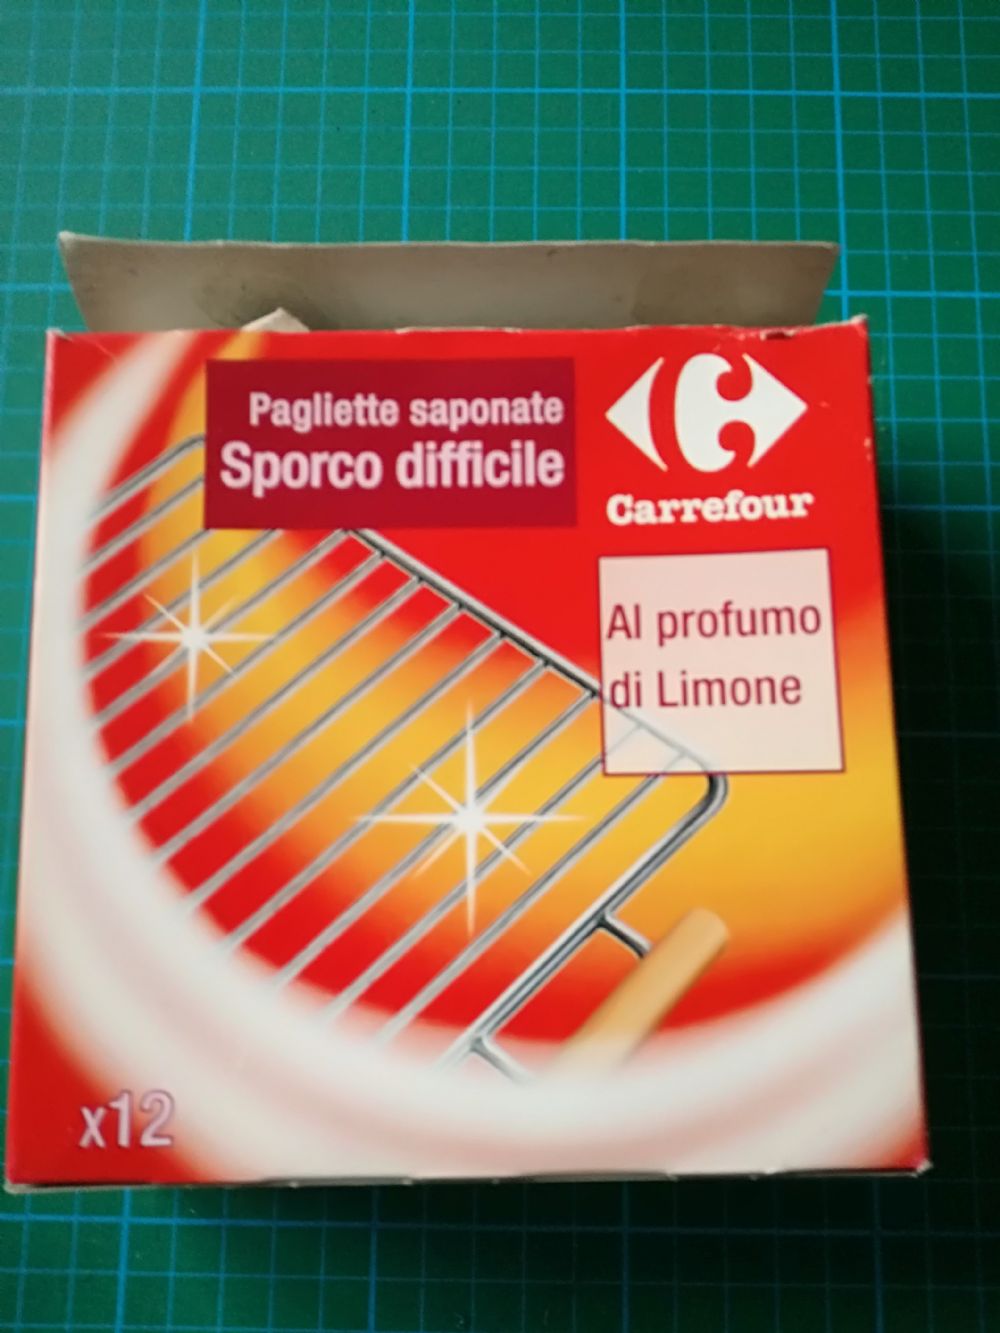 Pagliette saponate
Sporco difficile
Carrefour
Al profumo
di Limone
x12